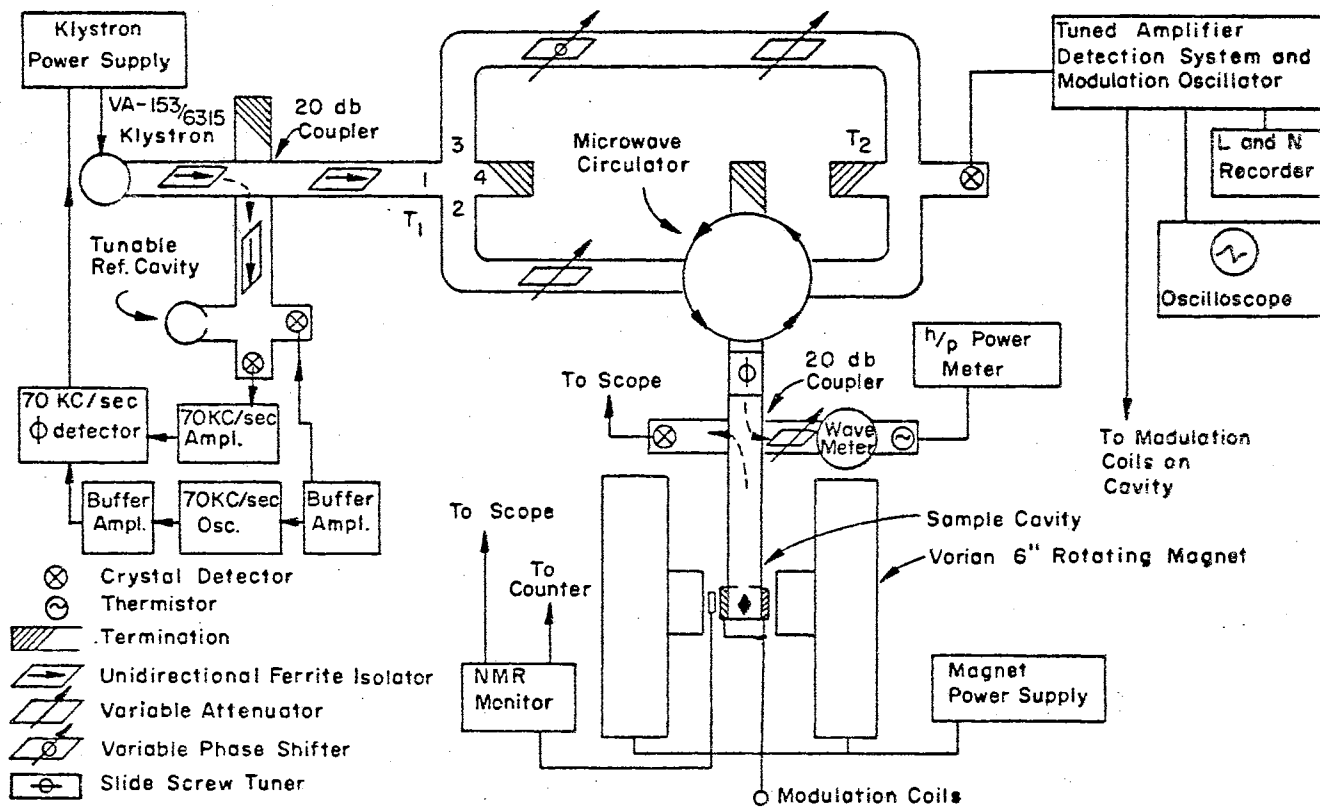 Klystron
Power Supply
VA-153/6315
Klystron
20 db
Coupler
3
1
4
2
T1
T2
Microwave
Circulator
Tuned Amplifier
Detection System and
Modulation Oscillator
L and N
Recorder
Oscilloscope
Tunable
Ref. Cavity
h/p Power
Meter
20 db
Coupler
To Scope
Wave
Meter
To Madulation
Coils on
Cavity
70 KC/sec
ϕ detector
70KC/sec
Ampl.
Buffer
Ampl.
70KC/sec
Osc.
Buffer
Ampl.
To Scope
To
Counter
Sample Cavity
Varian 6" Rotating Magnet
Crystal Detector
Thermistor
Termination
Unidirectional Ferrite Isolator
Variable Attenuator
Variable Phase Shifter
Slide Screw Tuner
NMR
Monitor
Magnet
Power Supply
Modulation Coils